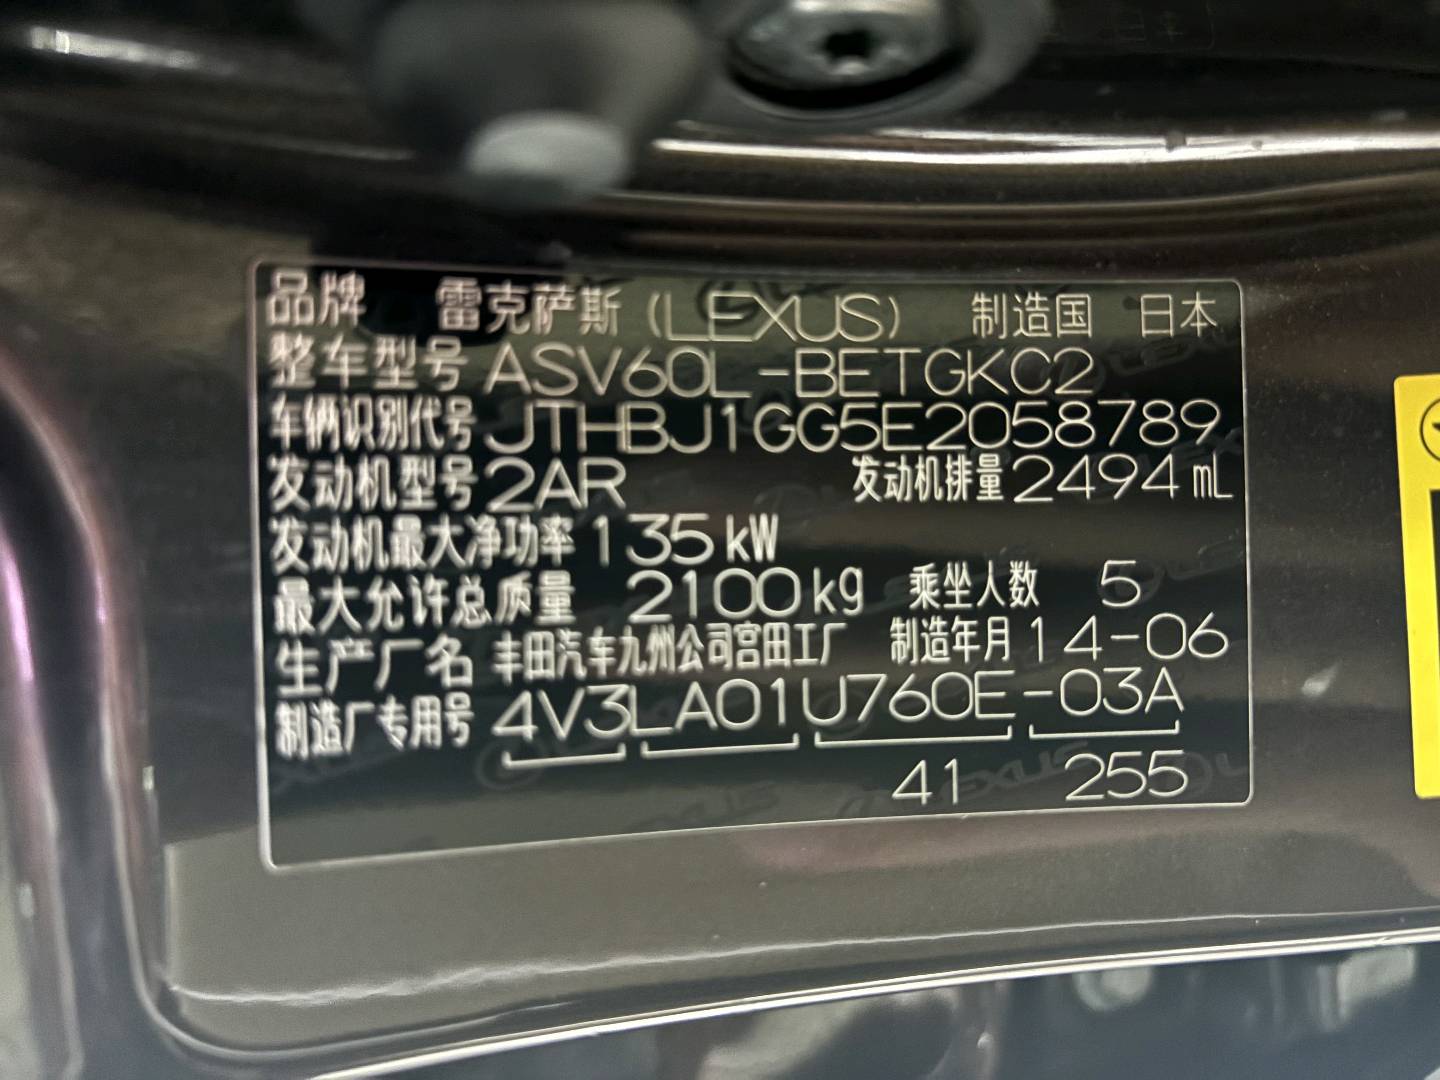 品牌 雷克萨斯 (LEXUS) 制造国 日本
整车型号 ASV60L-BETGKC2
车辆识别代号 JTHBJ1GG5E2058789
发动机型号 2AR 发动机排量 2494 mL
发动机最大净功率 135 kW
最大允许总质量 2100 kg 乘坐人数 5
生产厂名 丰田汽车九州公司宫田工厂 制造年月 14-06
制造厂专用号 4V3LA01U760E-03A
41 255